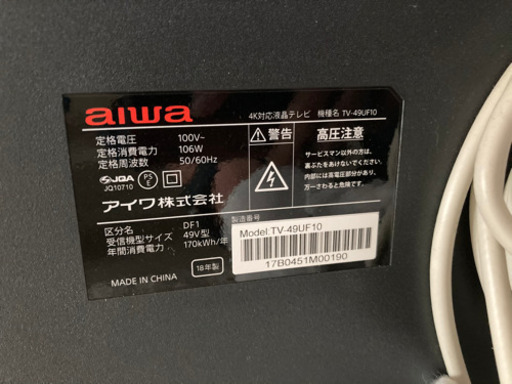 aiwa
4K対応液晶テレビ 機種名 TV-49UF10
定格電圧 100V~
定格消費電力 106W
定格周波数 50/60Hz
JQA
JQ10710
PS
E
アイワ株式会社
区分名 DF1
受信機型サイズ 49V型
年間消費電力 170kWh/年
MADE IN CHINA
18年製
警告 高圧注意
サービスマン以外の方は、
裏ぶたをあけないでください。
内部には高電圧部分があり、
万一さわると危険です。
製造番号
Model:TV-49UF10
17B0451M00190